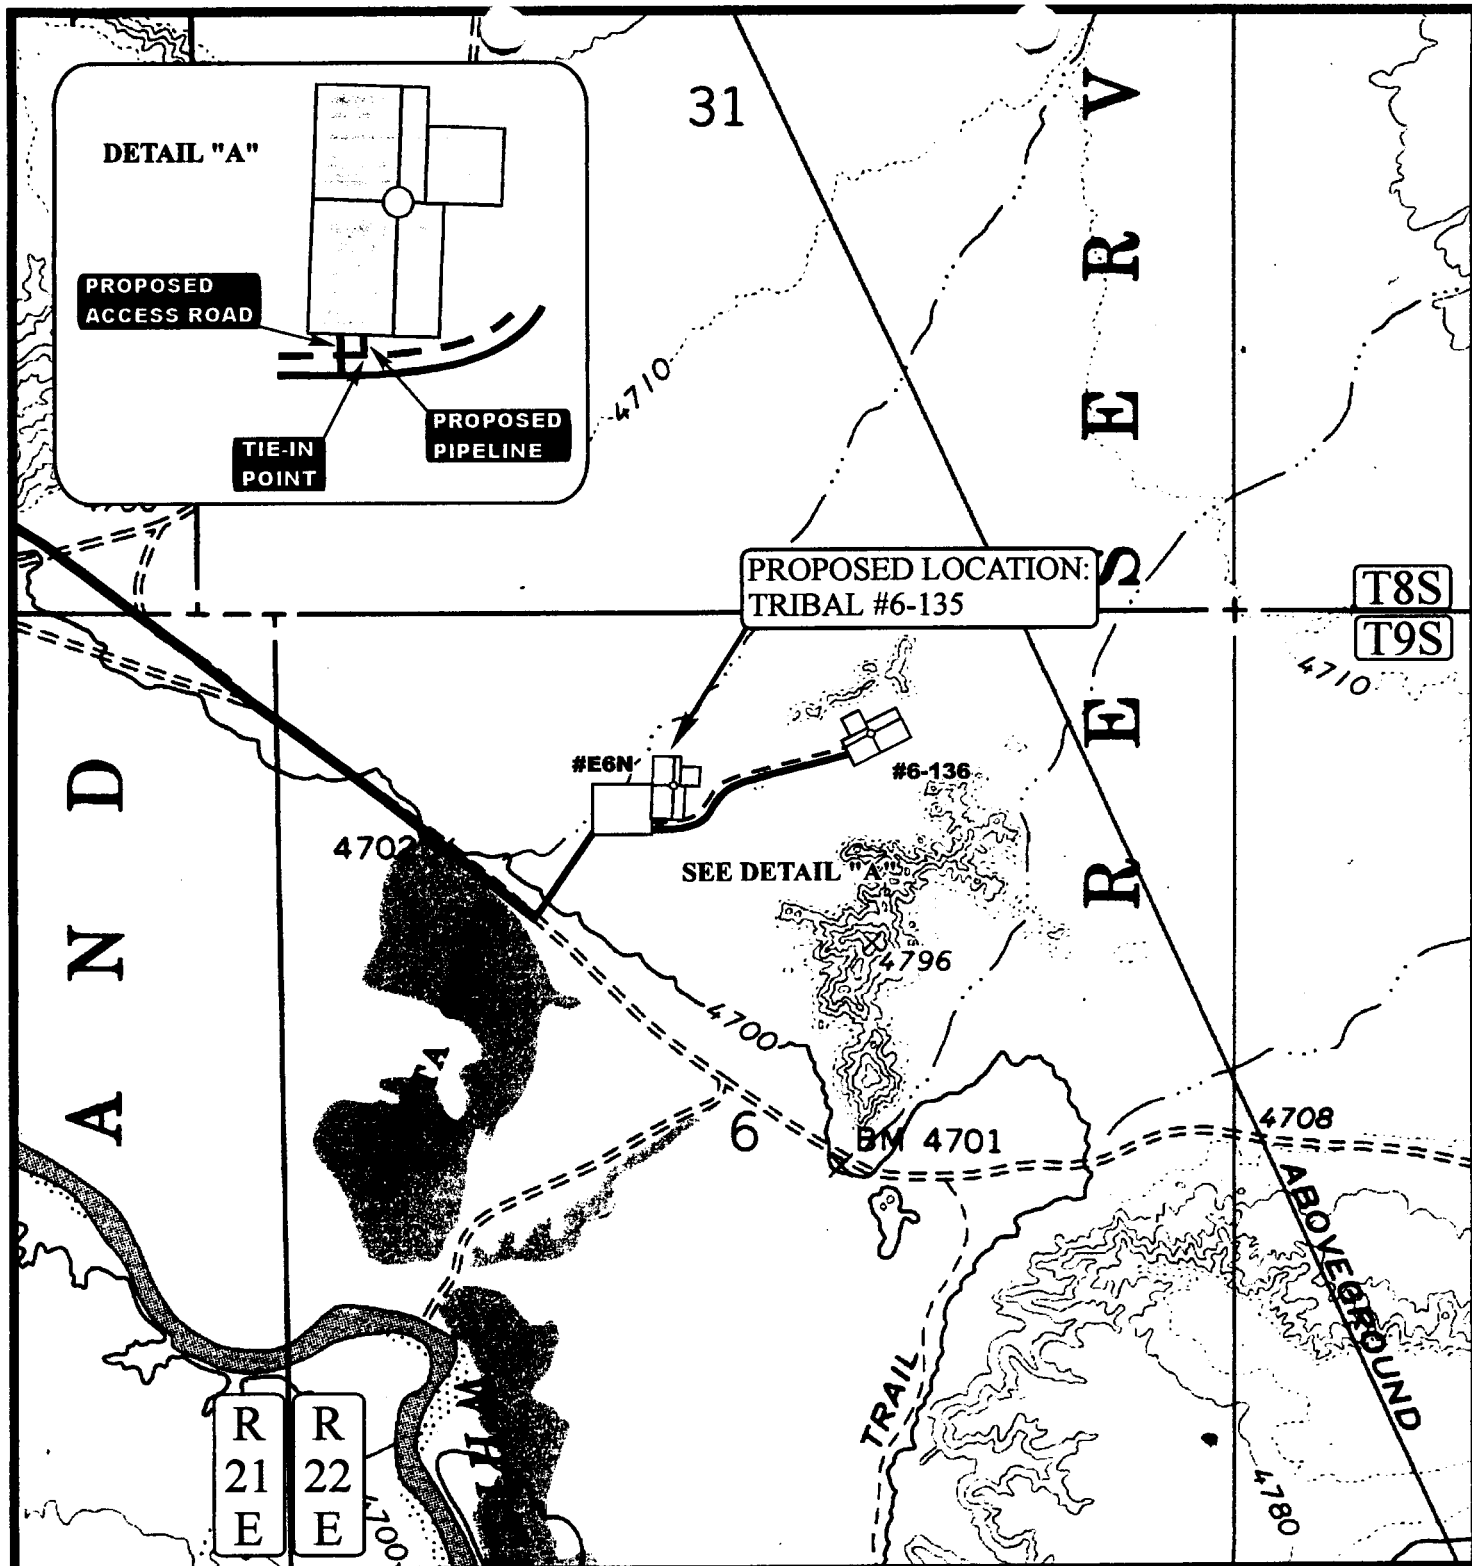 31
DETAIL "A"
PROPOSED
ACCESS ROAD
TIE-IN
POINT
PROPOSED
PIPELINE
4710
V
R
E
S
E
R
PROPOSED LOCATION:
TRIBAL #6-135
T8S
T9S
4710
#E6N
#6-136
4702
SEE DETAIL "A"
4796
4700
D
N
A
6
BM 4701
4708
ABOVEGROUND
TRAIL
R
21
E
R
22
E
4700
4780